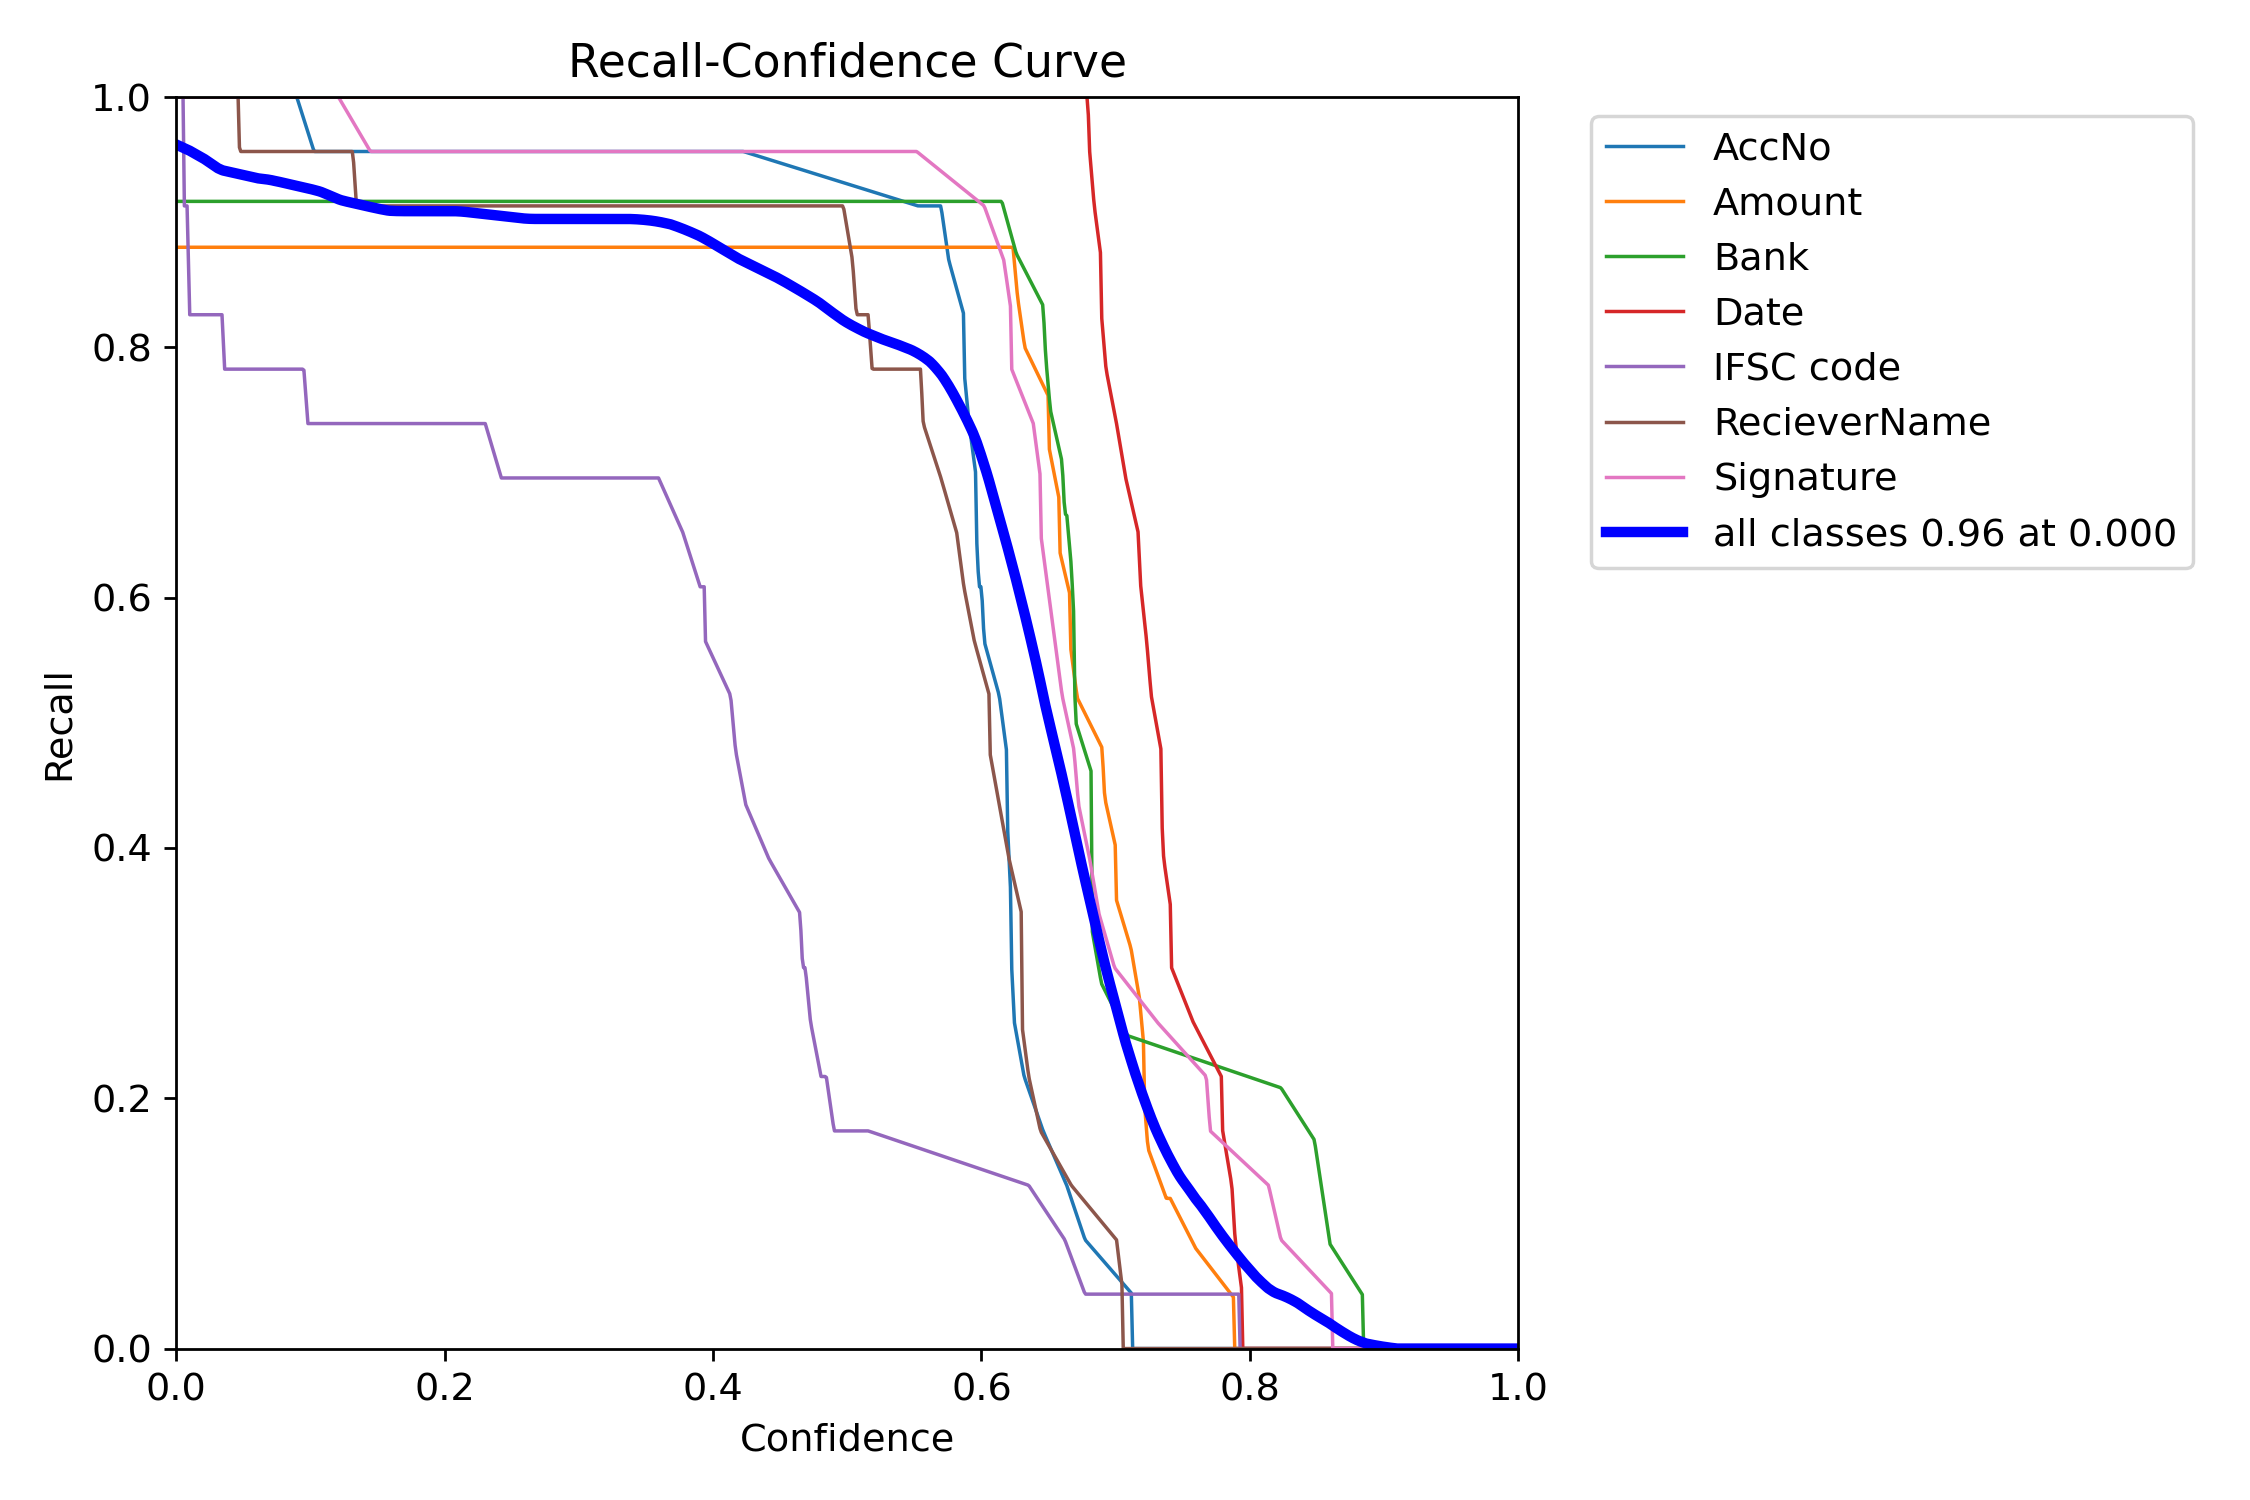 Recall-Confidence Curve
1.0
0.8
0.6
0.4
0.2
0.0
Recall
0.0 0.2 0.4 0.6 0.8 1.0
Confidence
AccNo
Amount
Bank
Date
IFSC code
RecieverName
Signature
all classes 0.96 at 0.000